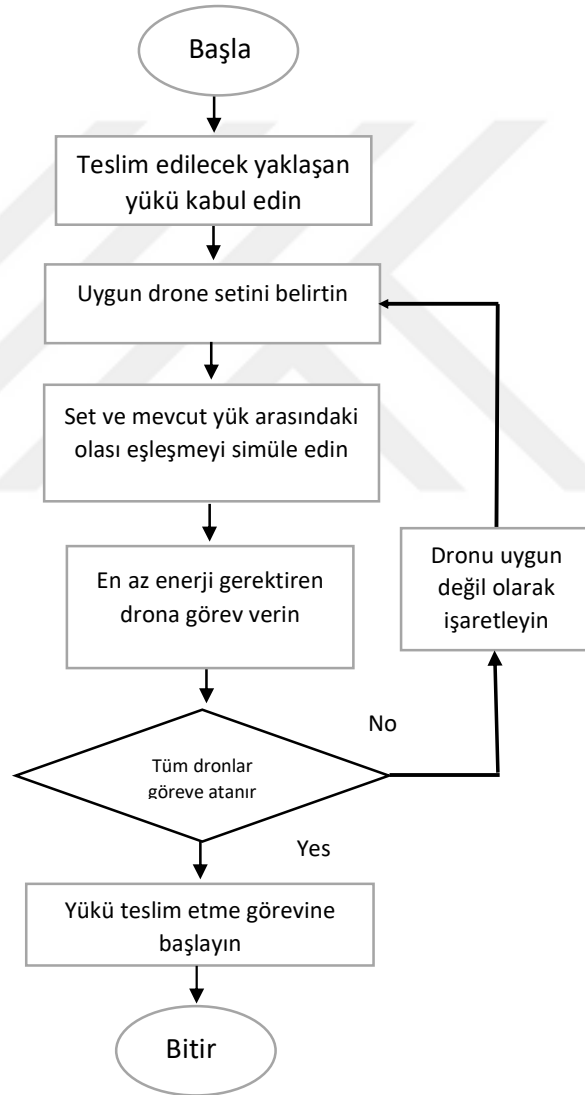 Başla
Teslim edilecek yaklaşan
yükü kabul edin
Uygun drone setini belirtin
Set ve mevcut yük arasındaki
olası eşleşmeyi simüle edin
En az enerji gerektiren
drona görev verin
Dronu uygun
değil olarak
işaretleyin
No
Tüm dronlar
göreve atanır
Yes
Yükü teslim etme görevine
başlayın
Bitir